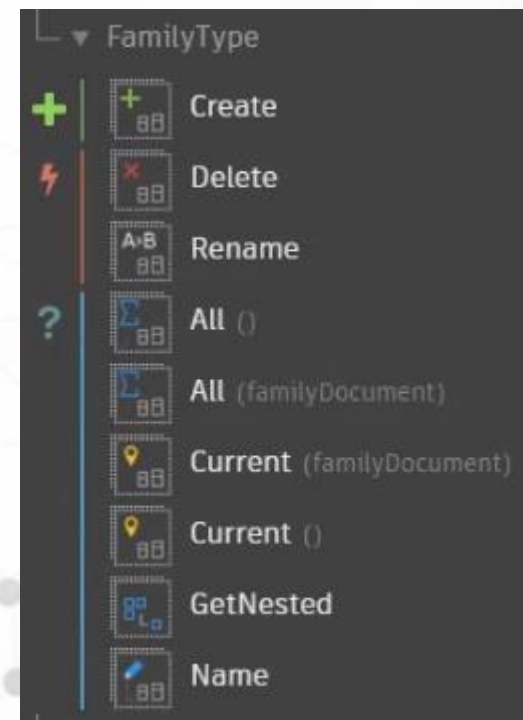 FamilyType
Create
Delete
A›B
Rename
All ()
All (familyDocument)
Current (familyDocument)
Current ()
GetNested
Name